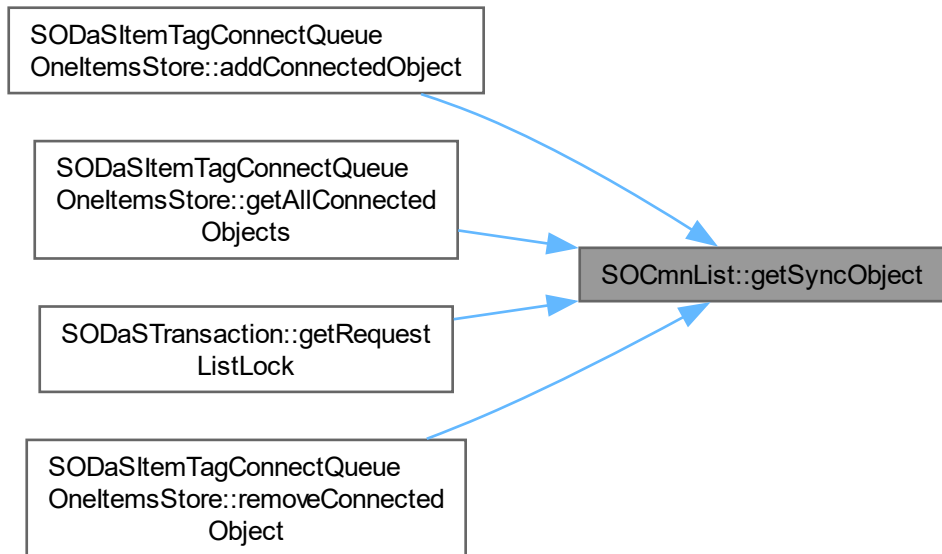 SODaSItemTagConnectQueue
OneItemsStore::addConnectedObject
SODaSItemTagConnectQueue
OneItemsStore::getAllConnected
Objects
SOCmnList::getSyncObject
SODaSTransaction::getRequest
ListLock
SODaSItemTagConnectQueue
OneItemsStore::removeConnected
Object